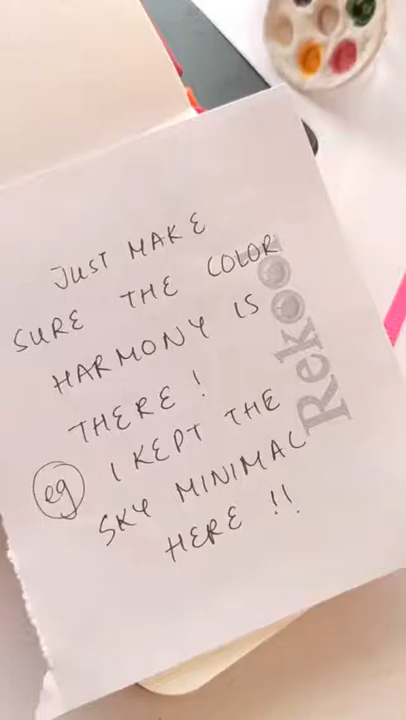 JUST MAKE
SURE THE COLOR
HARMONY IS
THERE !
eg I KEPT THE
SKY MINIMAL
HERE !!
Rekoo